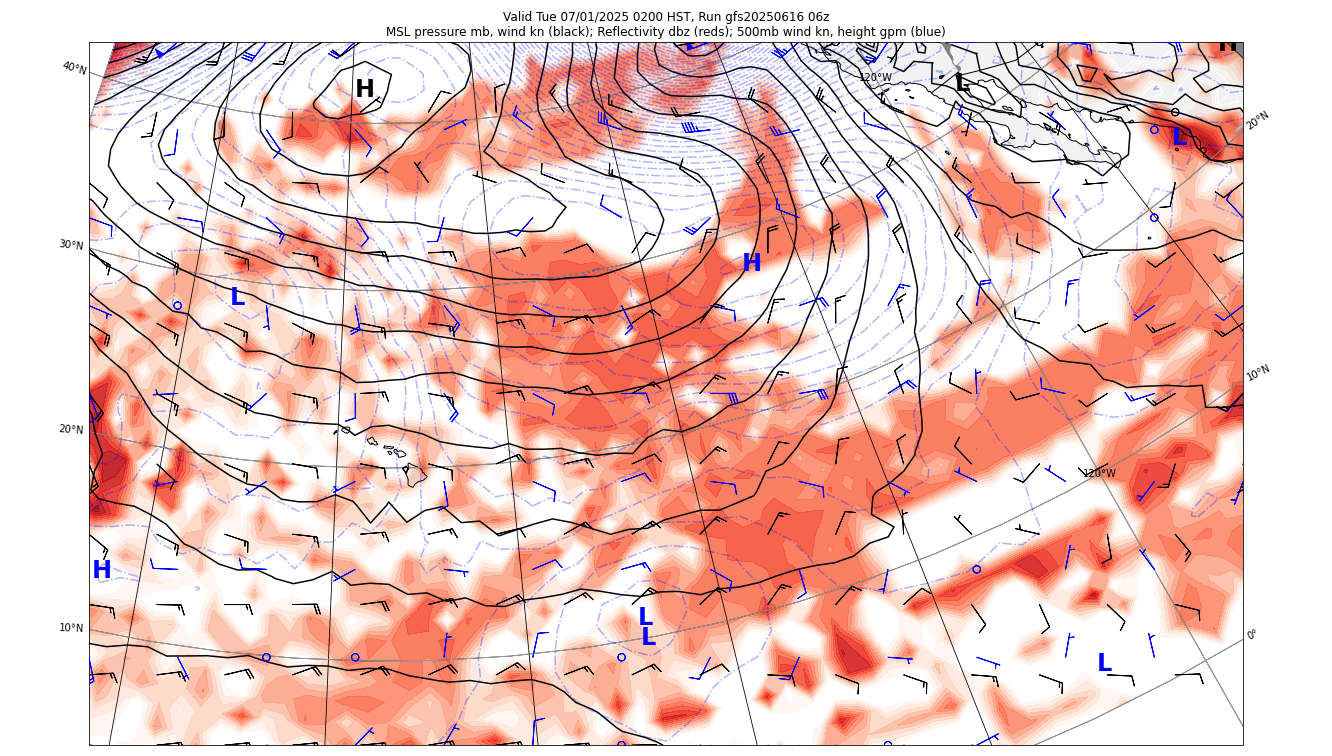 Valid Tue 07/01/2025 0200 HST, Run gfs20250616 06z
MSL pressure mb, wind kn (black); Reflectivity dbz (reds); 500mb wind kn, height gpm (blue)
H
40°N
H
120°W
L
20°N
L
30°N
H
L
10°N
20°N
120°W
H
L
10°N
L
0°
L